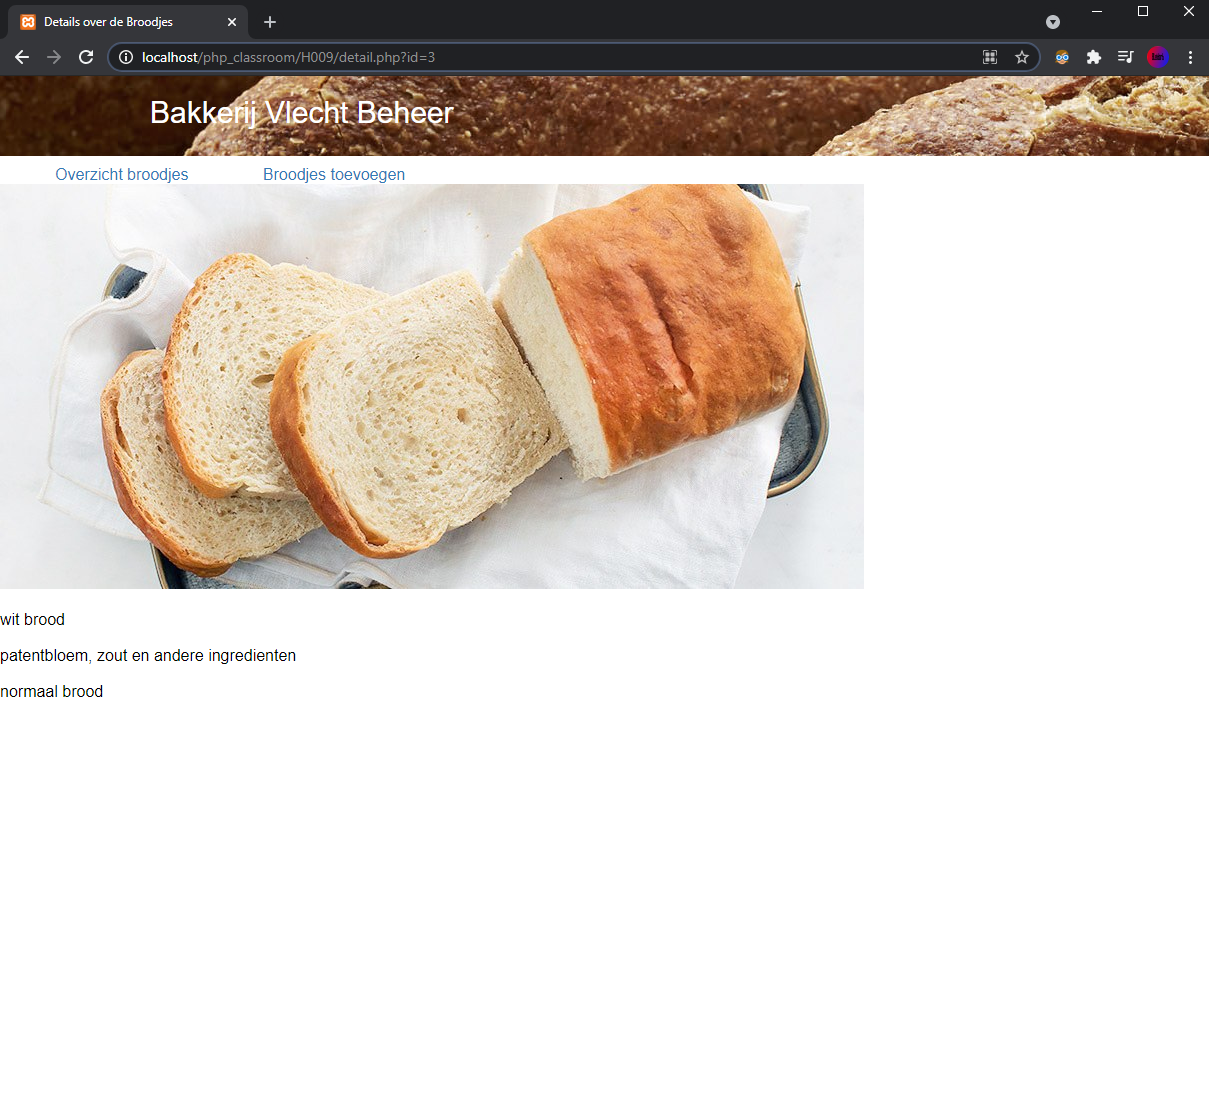 Details over de Broodjes
localhost/php_classroom/H009/detail.php?id=3
Bakkerij Vlecht Beheer
Overzicht broodjes Broodjes toevoegen
wit brood
patentbloem, zout en andere ingredienten
normaal brood